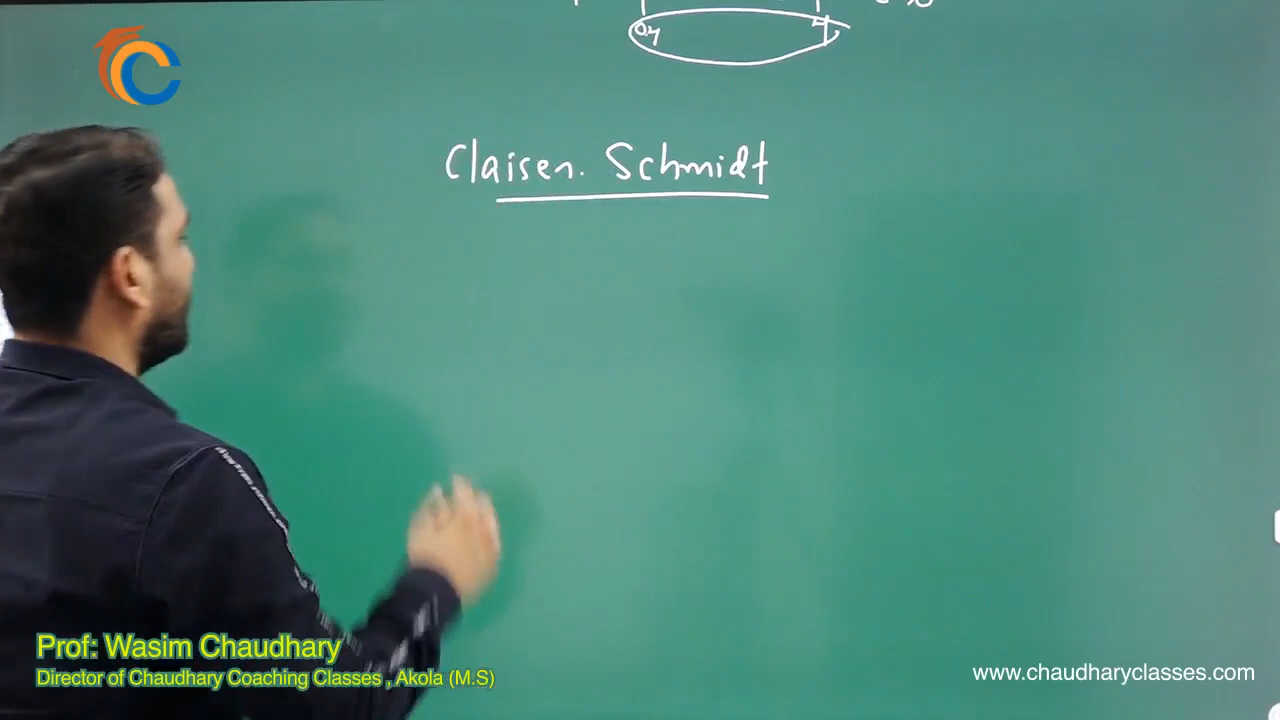 Claisen. Schmidt
Prof: Wasim Chaudhary
Director of Chaudhary Coaching Classes , Akola (M.S)
www.chaudharyclasses.com